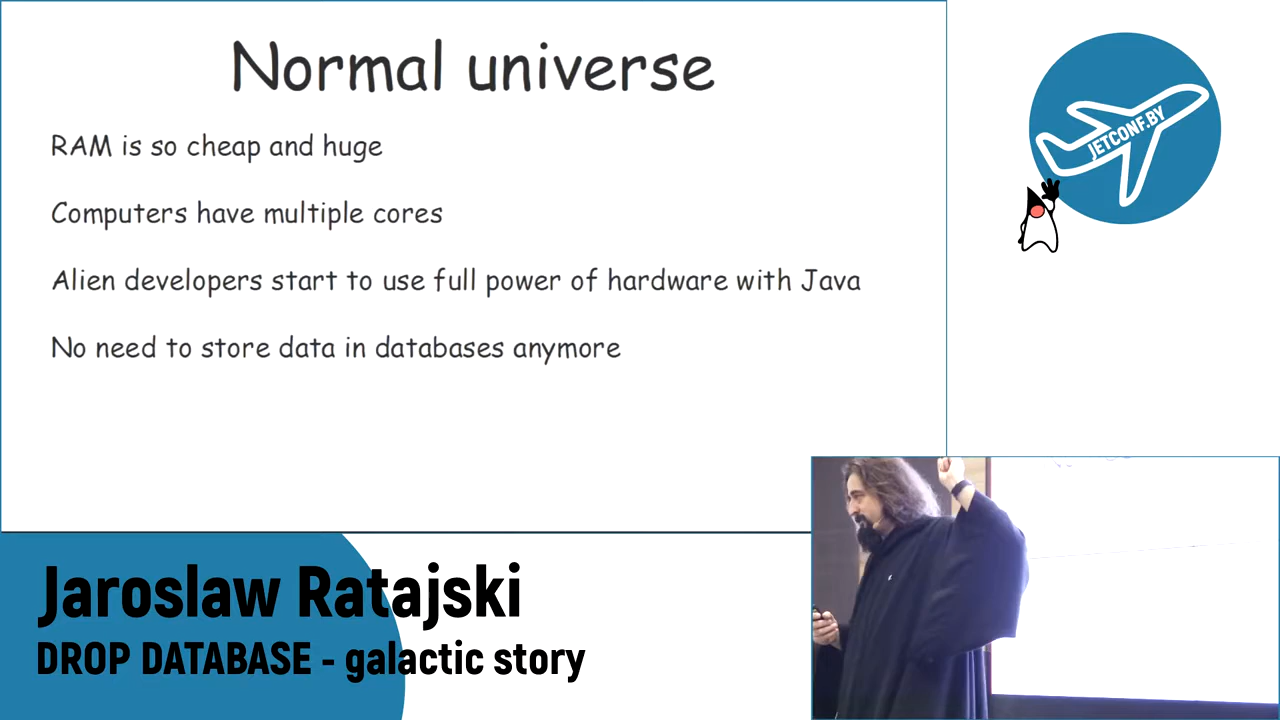 Normal universe
RAM is so cheap and huge
Computers have multiple cores
Alien developers start to use full power of hardware with Java
No need to store data in databases anymore
JETCONF.BY
Jaroslaw Ratajski
DROP DATABASE - galactic story